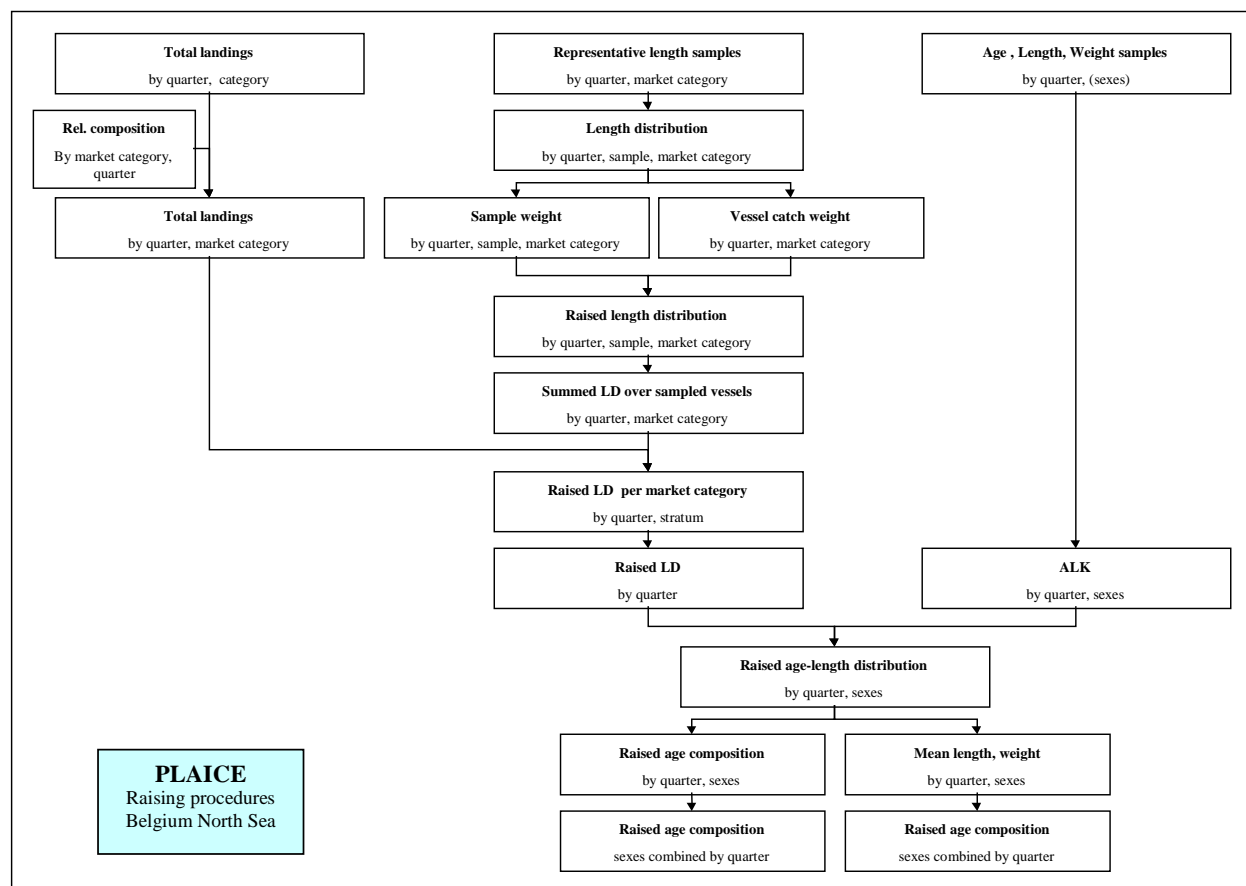 Total landings
by quarter, category
Representative length samples
by quarter, market category
Age , Length, Weight samples
by quarter, (sexes)
Rel. composition
By market category,
quarter
Length distribution
by quarter, sample, market category
Total landings
by quarter, market category
Sample weight
by quarter, sample, market category
Vessel catch weight
by quarter, market category
Raised length distribution
by quarter, sample, market category
Summed LD over sampled vessels
by quarter, market category
Raised LD per market category
by quarter, stratum
Raised LD
by quarter
ALK
by quarter, sexes
Raised age-length distribution
by quarter, sexes
Raised age composition
by quarter, sexes
Mean length, weight
by quarter, sexes
Raised age composition
sexes combined by quarter
Raised age composition
sexes combined by quarter
PLAICE
Raising procedures
Belgium North Sea